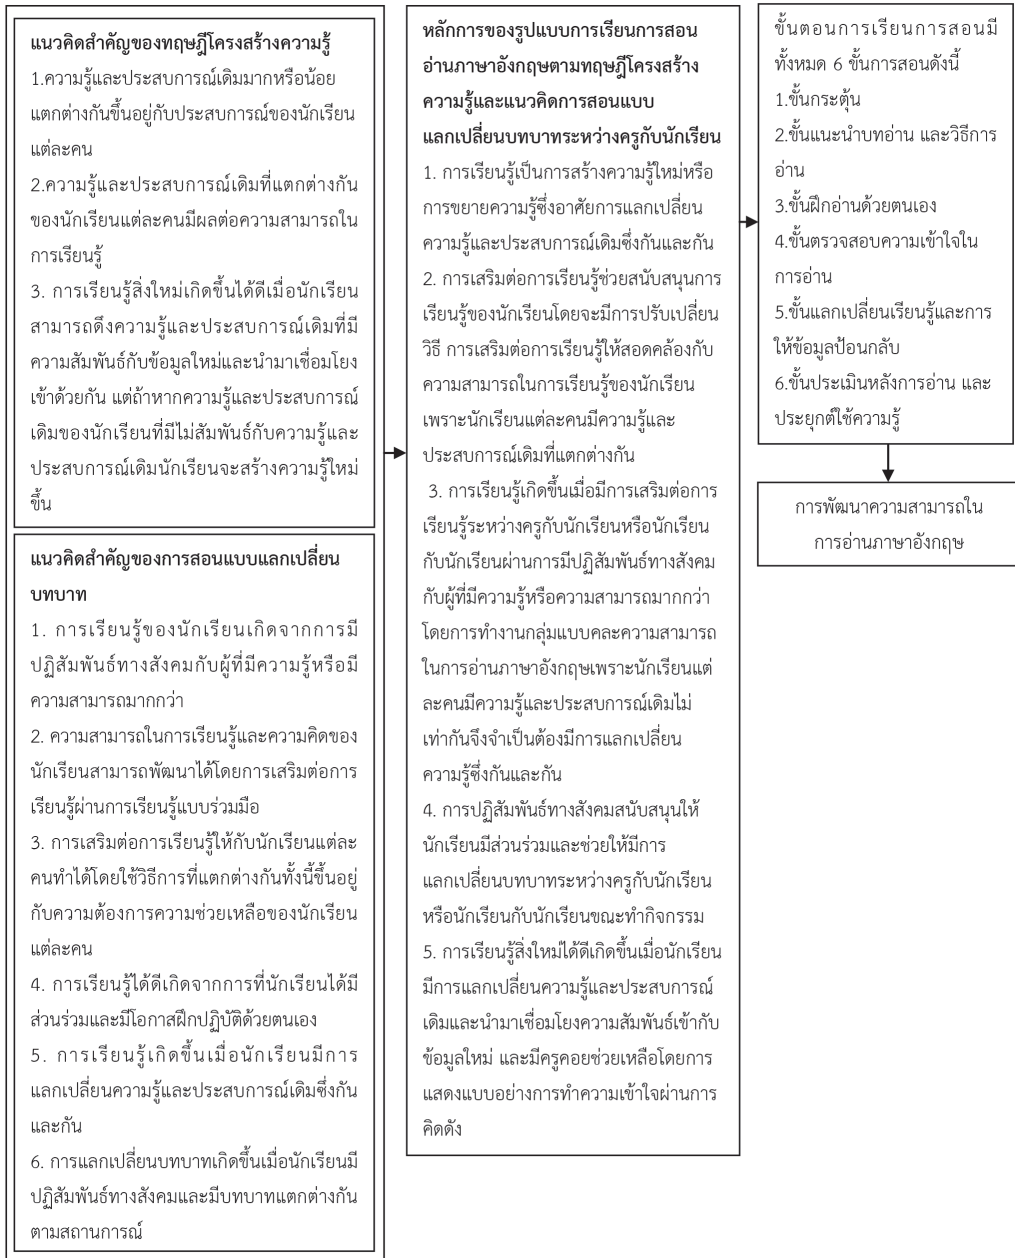 แนวคิดสำคัญของทฤษฎีโครงสร้างความรู้
1.ความรู้และประสบการณ์เดิมมากหรือน้อย
แตกต่างกันขึ้นอยู่กับประสบการณ์ของนักเรียน
แต่ละคน
2.ความรู้และประสบการณ์เดิมที่แตกต่างกัน
ของนักเรียนแต่ละคนมีผลต่อความสามารถใน
การเรียนรู้
3. การเรียนรู้สิ่งใหม่เกิดขึ้นได้ดีเมื่อนักเรียน
สามารถดึงความรู้และประสบการณ์เดิมที่มี
ความสัมพันธ์กับข้อมูลใหม่และนำมาเชื่อมโยง
เข้าด้วยกัน แต่ถ้าหากความรู้และประสบการณ์
เดิมของนักเรียนที่มีไม่สัมพันธ์กับความรู้และ
ประสบการณ์เดิมนักเรียนจะสร้างความรู้ใหม่
ขึ้น
แนวคิดสำคัญของการสอนแบบแลกเปลี่ยน
บทบาท
1. การเรียนรู้ของนักเรียนเกิดจากการมี
ปฏิสัมพันธ์ทางสังคมกับผู้ที่มีความรู้หรือมี
ความสามารถมากกว่า
2. ความสามารถในการเรียนรู้และความคิดของ
นักเรียนสามารถพัฒนาได้โดยการเสริมต่อการ
เรียนรู้ผ่านการเรียนรู้แบบร่วมมือ
3. การเสริมต่อการเรียนรู้ให้กับนักเรียนแต่ละ
คนทำได้โดยใช้วิธีการที่แตกต่างกันทั้งนี้ขึ้นอยู่
กับความต้องการความช่วยเหลือของนักเรียน
แต่ละคน
4. การเรียนรู้ได้ดีเกิดจากการที่นักเรียนได้มี
ส่วนร่วมและมีโอกาสฝึกปฏิบัติด้วยตนเอง
5. การเรียนรู้เกิดขึ้นเมื่อนักเรียนมีการ
แลกเปลี่ยนความรู้และประสบการณ์เดิมซึ่งกัน
และกัน
6. การแลกเปลี่ยนบทบาทเกิดขึ้นเมื่อนักเรียนมี
ปฏิสัมพันธ์ทางสังคมและมีบทบาทแตกต่างกัน
ตามสถานการณ์
หลักการของรูปแบบการเรียนการสอน
อ่านภาษาอังกฤษตามทฤษฎีโครงสร้าง
ความรู้และแนวคิดการสอนแบบ
แลกเปลี่ยนบทบาทระหว่างครูกับนักเรียน
1. การเรียนรู้เป็นการสร้างความรู้ใหม่หรือ
การขยายความรู้ซึ่งอาศัยการแลกเปลี่ยน
ความรู้และประสบการณ์เดิมซึ่งกันและกัน
2. การเสริมต่อการเรียนรู้ช่วยสนับสนุนการ
เรียนรู้ของนักเรียนโดยจะมีการปรับเปลี่ยน
วิธี การเสริมต่อการเรียนรู้ให้สอดคล้องกับ
ความสามารถในการเรียนรู้ของนักเรียน
เพราะนักเรียนแต่ละคนมีความรู้และ
ประสบการณ์เดิมที่แตกต่างกัน
3. การเรียนรู้เกิดขึ้นเมื่อมีการเสริมต่อการ
เรียนรู้ระหว่างครูกับนักเรียนหรือนักเรียน
กับนักเรียนผ่านการมีปฏิสัมพันธ์ทางสังคม
กับผู้ที่มีความรู้หรือความสามารถมากกว่า
โดยการทำงานกลุ่มแบบคละความสามารถ
ในการอ่านภาษาอังกฤษเพราะนักเรียนแต่
ละคนมีความรู้และประสบการณ์เดิมไม่
เท่ากันจึงจำเป็นต้องมีการแลกเปลี่ยน
ความรู้ซึ่งกันและกัน
4. การปฏิสัมพันธ์ทางสังคมสนับสนุนให้
นักเรียนมีส่วนร่วมและช่วยให้มีการ
แลกเปลี่ยนบทบาทระหว่างครูกับนักเรียน
หรือนักเรียนกับนักเรียนขณะทำกิจกรรม
5. การเรียนรู้สิ่งใหม่ได้ดีเกิดขึ้นเมื่อนักเรียน
มีการแลกเปลี่ยนความรู้และประสบการณ์
เดิมและนำมาเชื่อมโยงความสัมพันธ์เข้ากับ
ข้อมูลใหม่ และมีครูคอยช่วยเหลือโดยการ
แสดงแบบอย่างการทำความเข้าใจผ่านการ
คิดดัง
ขั้นตอนการเรียนการสอนมี
ทั้งหมด 6 ขั้นการสอนดังนี้
1.ขั้นกระตุ้น
2.ขั้นแนะนำบทอ่าน และวิธีการ
อ่าน
3.ขั้นฝึกอ่านด้วยตนเอง
4.ขั้นตรวจสอบความเข้าใจใน
การอ่าน
5.ขั้นแลกเปลี่ยนเรียนรู้และการ
ให้ข้อมูลป้อนกลับ
6.ขั้นประเมินหลังการอ่าน และ
ประยุกต์ใช้ความรู้
การพัฒนาความสามารถใน
การอ่านภาษาอังกฤษ